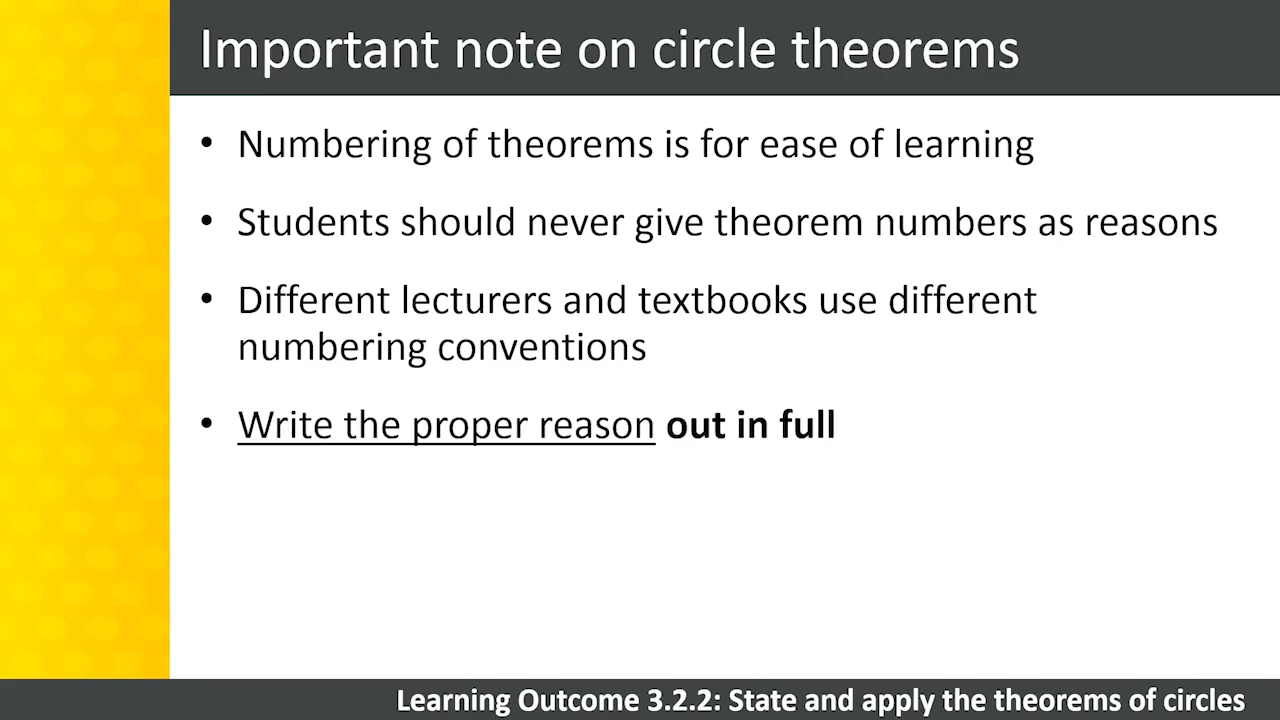 Important note on circle theorems
• Numbering of theorems is for ease of learning
• Students should never give theorem numbers as reasons
• Different lecturers and textbooks use different
numbering conventions
• Write the proper reason out in full
Learning Outcome 3.2.2: State and apply the theorems of circles